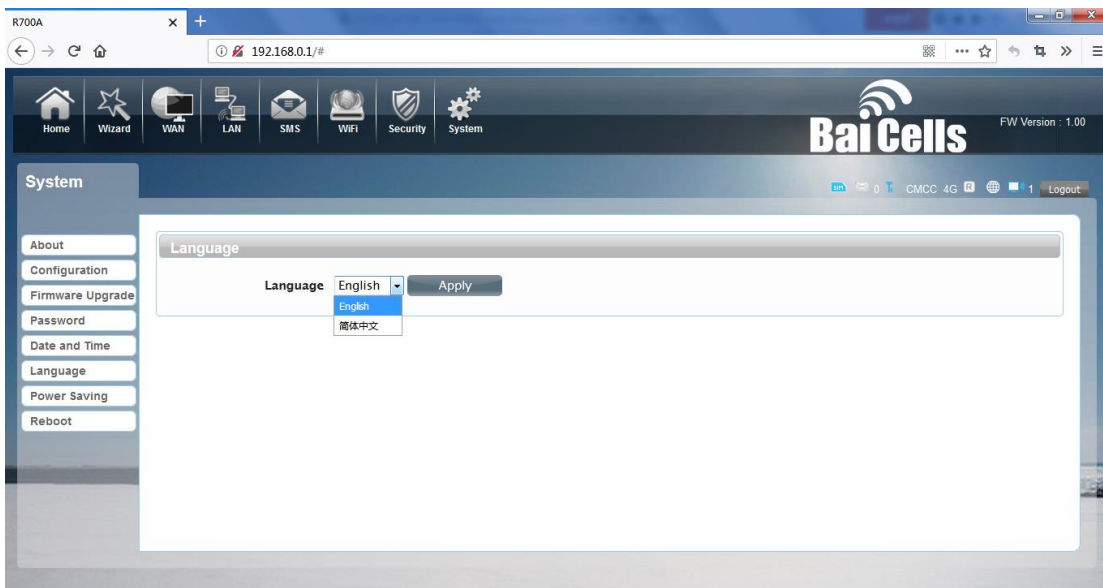 R700A
192.168.0.1/#
Home Wizard WAN LAN SMS WiFi Security System
BaiCells
FW Version : 1.00
System
0 CMCC 4G R 1 Logout
About
Configuration
Firmware Upgrade
Password
Date and Time
Language
Power Saving
Reboot
Language
Language English Apply
English
简体中文